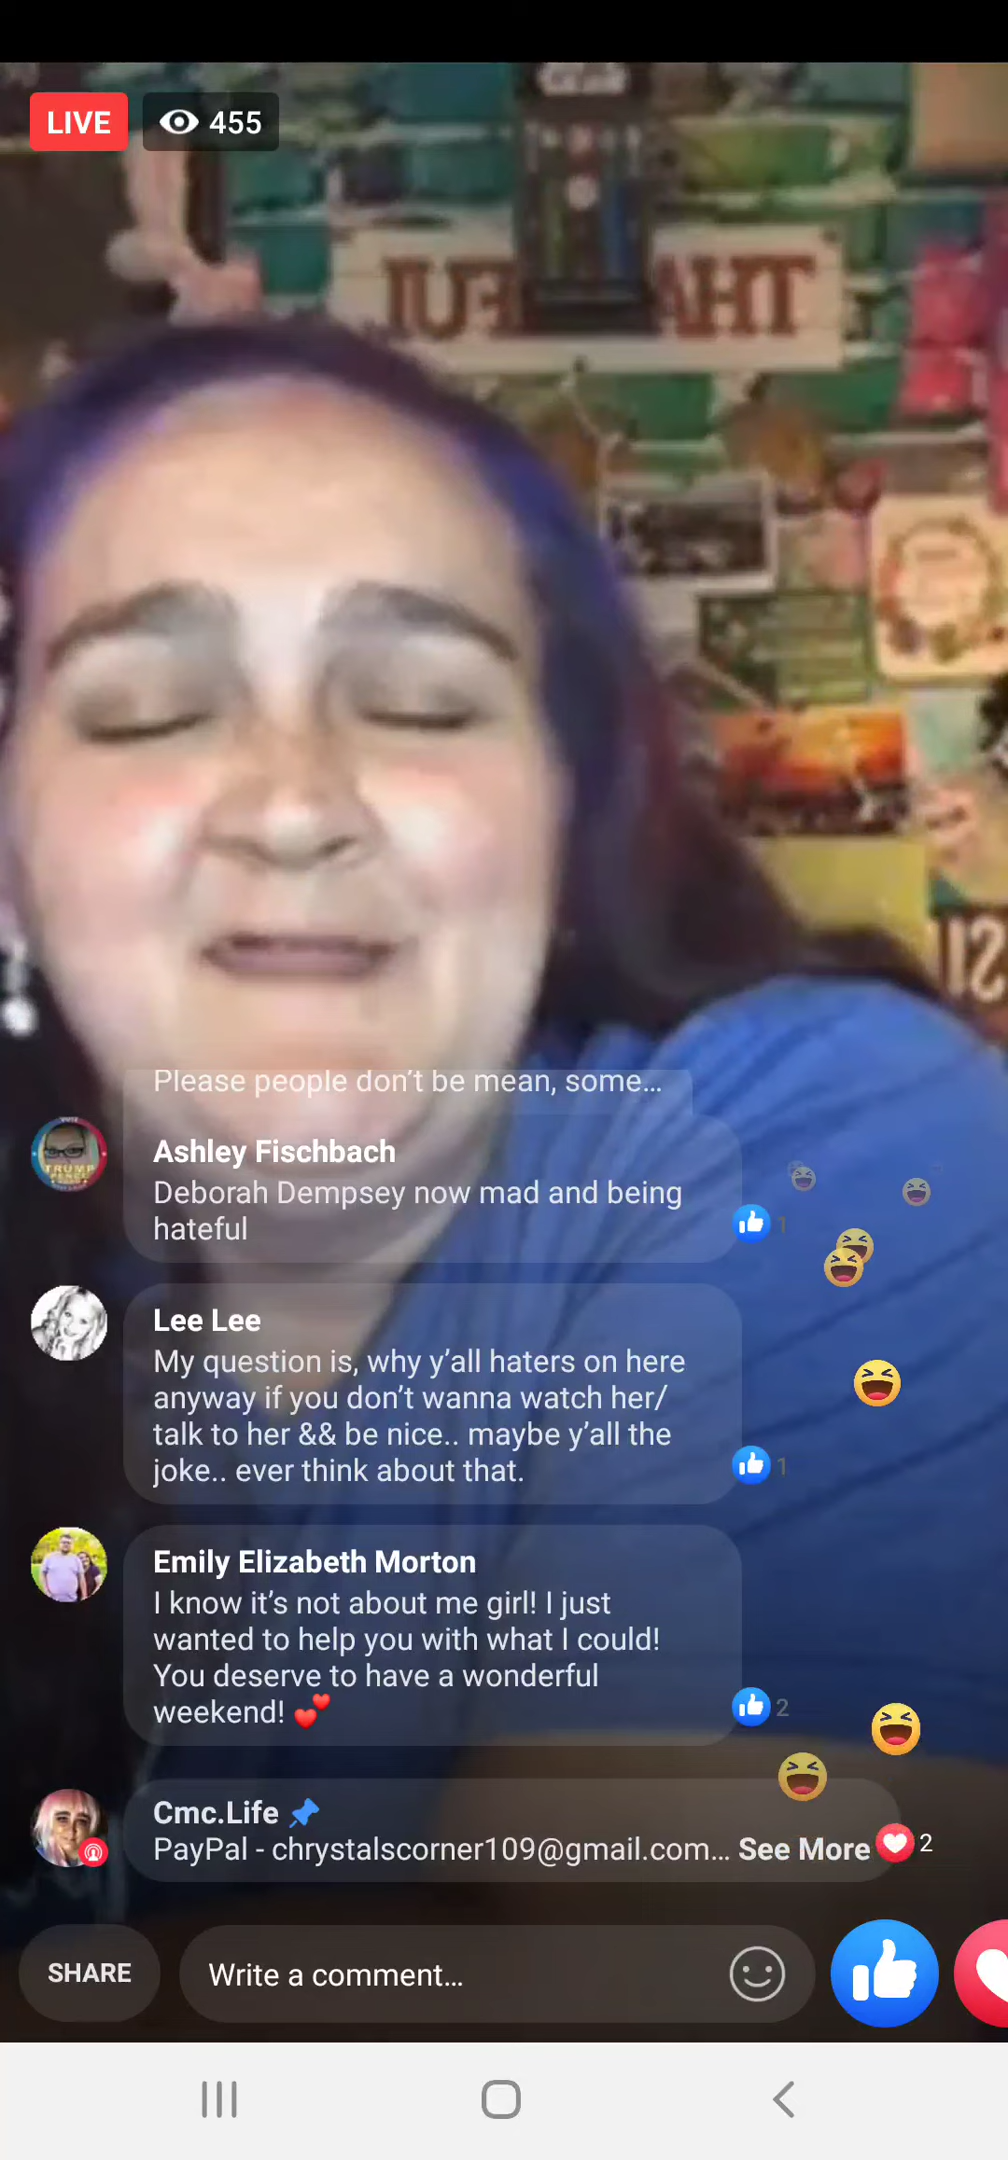 LIVE 455
THA
Please people don't be mean, some...
Ashley Fischbach
Deborah Dempsey now mad and being
hateful
1
Lee Lee
My question is, why y'all haters on here
anyway if you don't wanna watch her/
talk to her && be nice.. maybe y'all the
joke.. ever think about that.
1
Emily Elizabeth Morton
I know it's not about me girl! I just
wanted to help you with what I could!
You deserve to have a wonderful
weekend! 💕
2
Cmc.Life
PayPal - chrystalscorner109@gmail.com... See More 2
SHARE Write a comment...